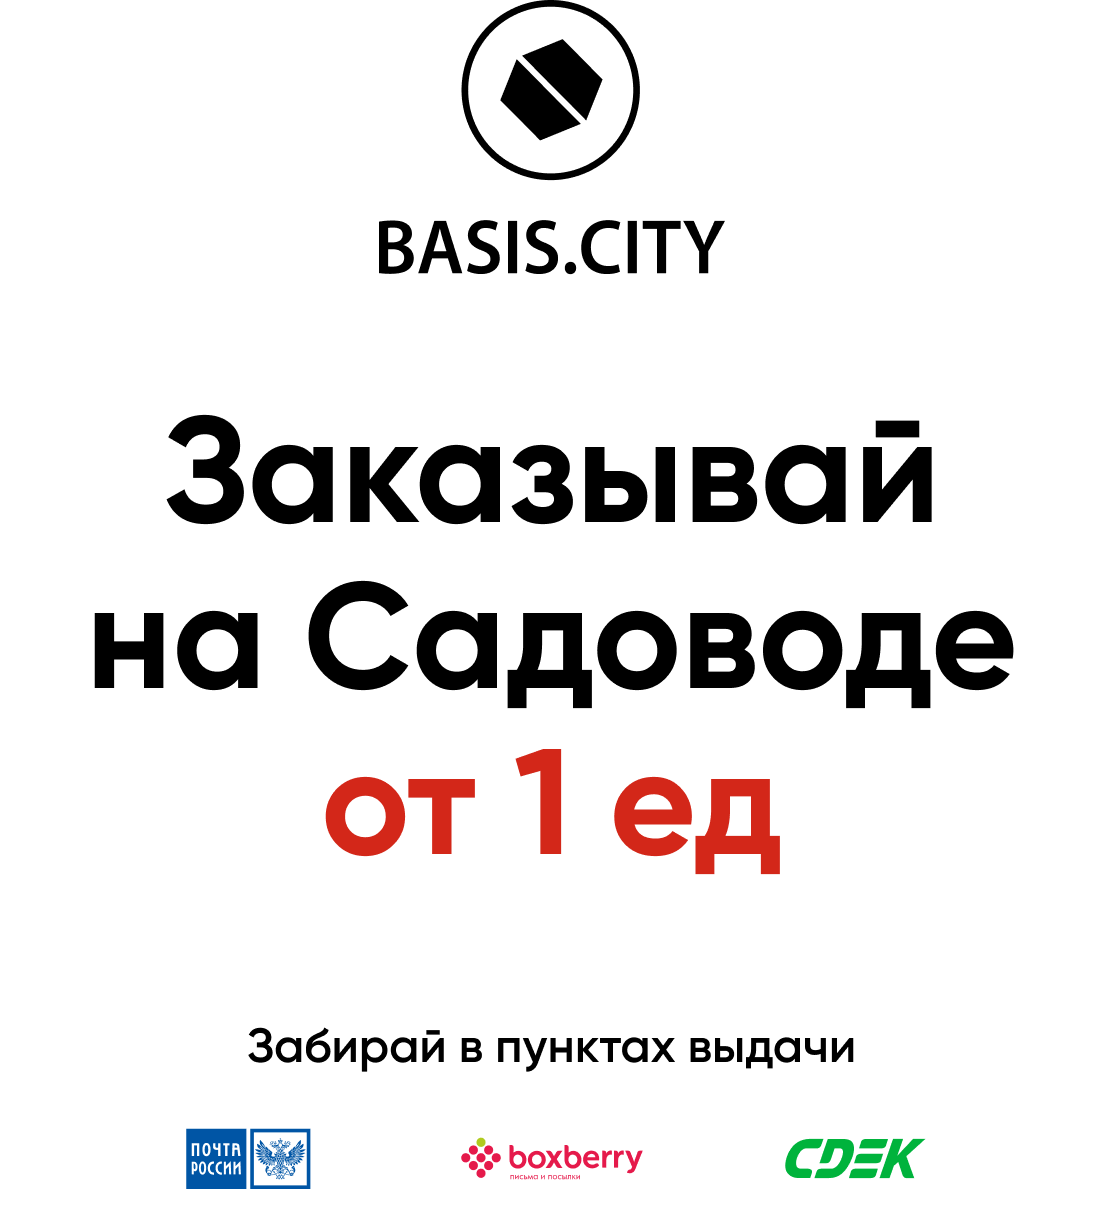 BASIS.CITY
Заказывай
на Садоводе
от 1 ед
Забирай в пунктах выдачи
ПОЧТА
РОССИИ
boxberry
письма и посылки
CDEK